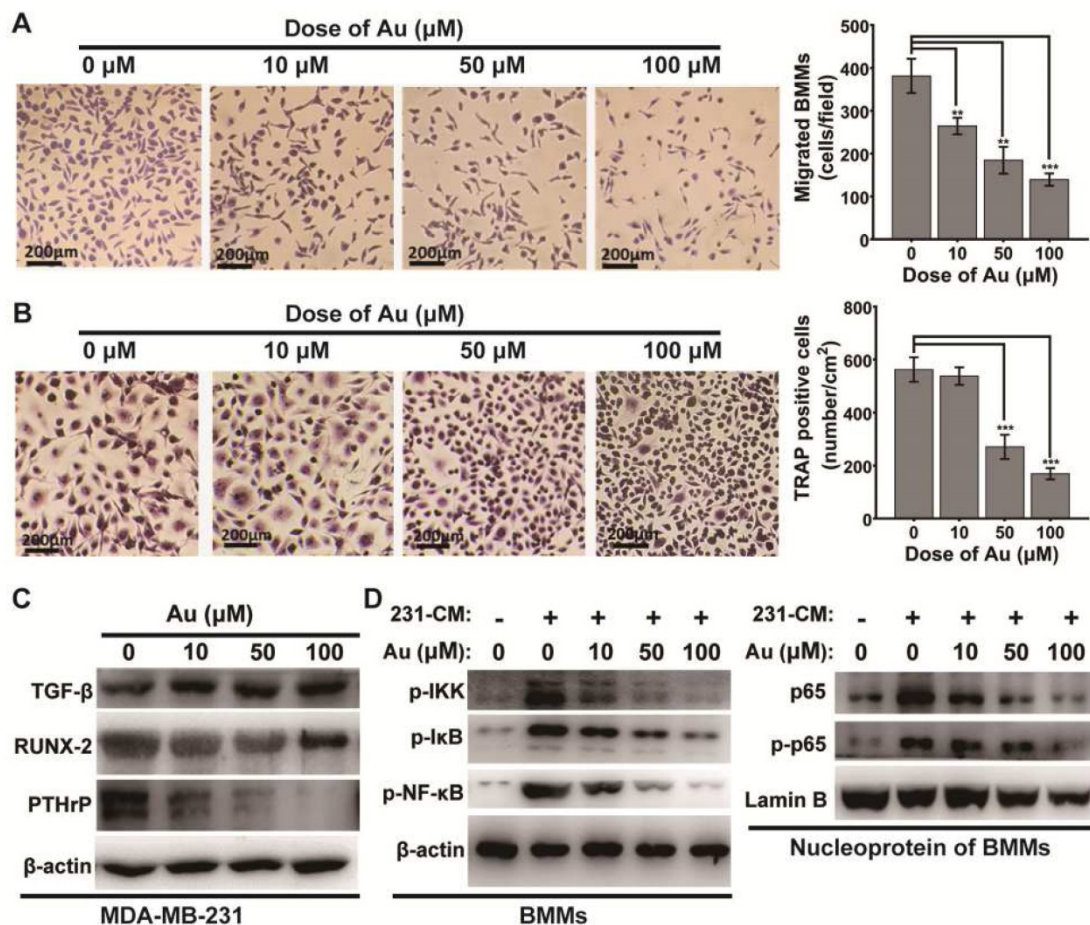 A
Dose of Au (µM)
0 µM 10 µM 50 µM 100 µM
200µm 200µm 200µm 200µm
Migrated BMMs
(cells/field)
500
400
300
200
100
0
** ** ***
0 10 50 100
Dose of Au (µM)
B
Dose of Au (µM)
0 µM 10 µM 50 µM 100 µM
200µm 200µm 200µm 200µm
TRAP positive cells
(number/cm²)
800
600
400
200
0
*** ***
0 10 50 100
Dose of Au (µM)
C
Au (µM)
0 10 50 100
TGF-β
RUNX-2
PTHrP
β-actin
MDA-MB-231
D
231-CM: - + + + +
Au (µM): 0 0 10 50 100
p-IKK
p-IκB
p-NF-κB
β-actin
BMMs
231-CM: - + + + +
Au (µM): 0 0 10 50 100
p65
p-p65
Lamin B
Nucleoprotein of BMMs